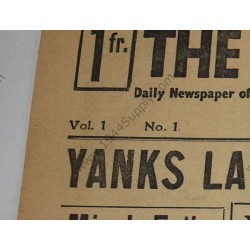 1 fr. THE
Daily Newspaper of
Vol. 1 No. 1
YANKS LA